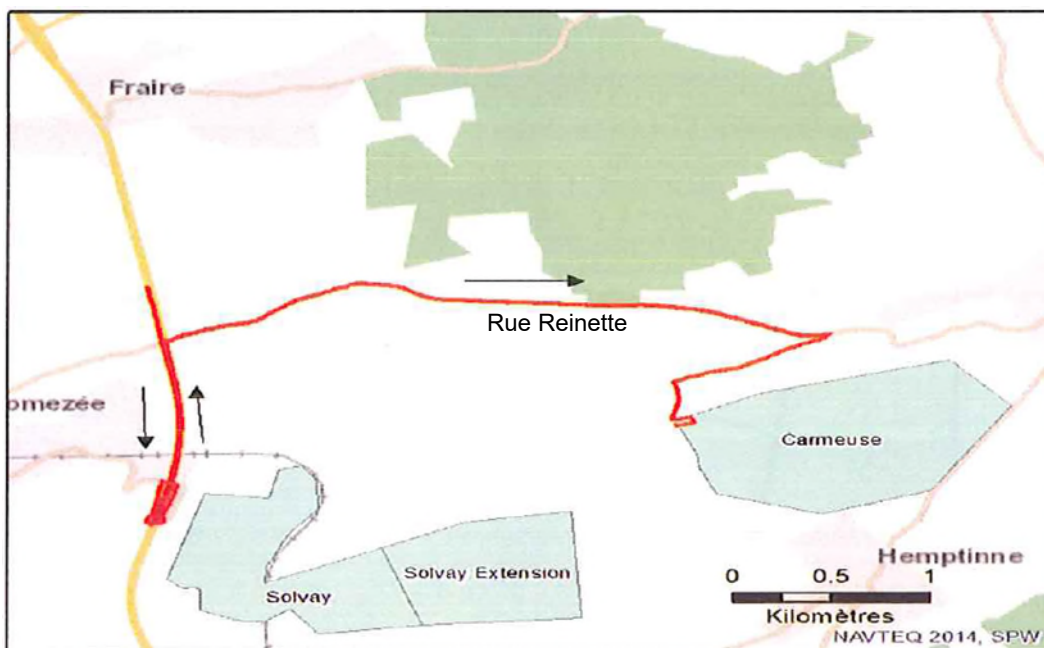 Fraire
Rue Reinette
omezée
Carmeuse
Solvay Extension
Solvay
Hemptinne
0 0.5 1
Kilomètres
NAVTEQ 2014, SPW